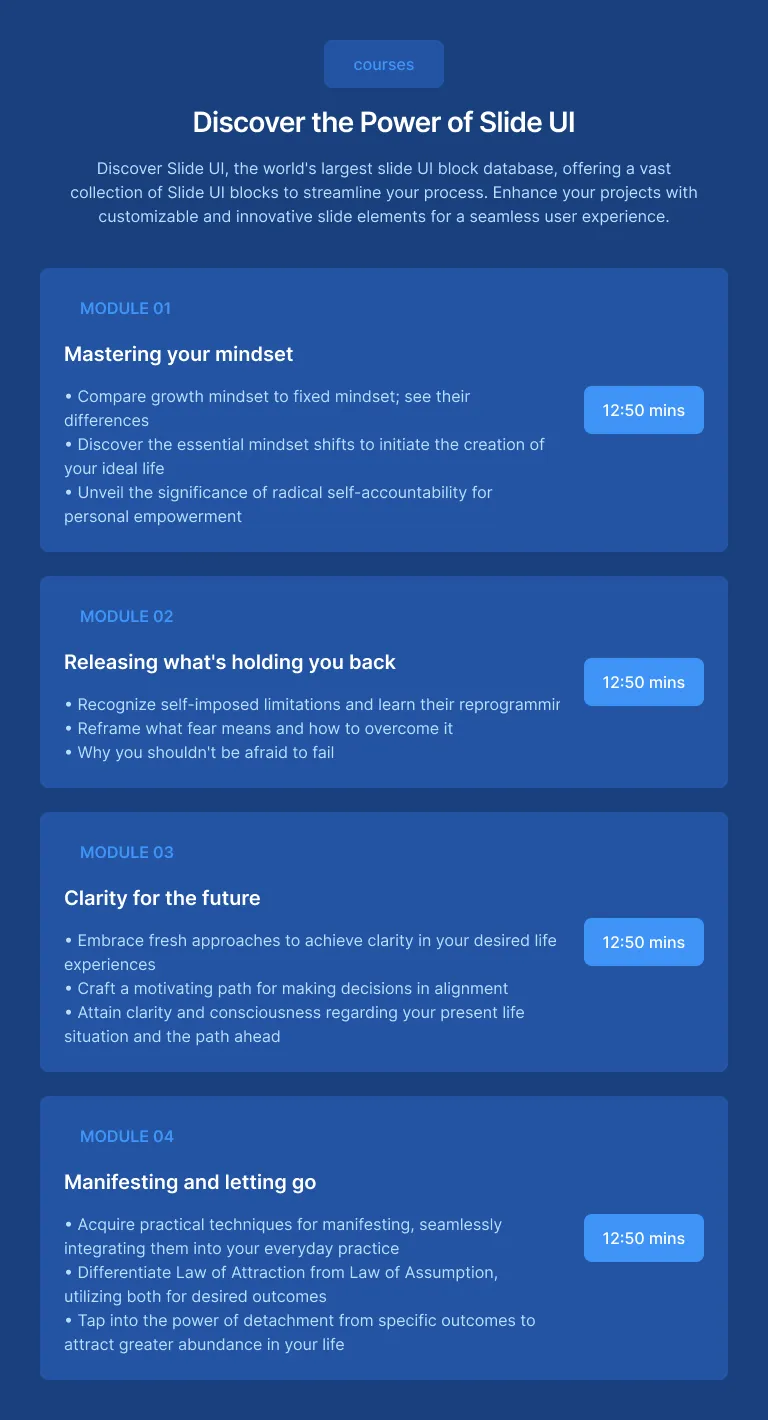 courses
Discover the Power of Slide UI
Discover Slide UI, the world's largest slide UI block database, offering a vast
collection of Slide UI blocks to streamline your process. Enhance your projects with
customizable and innovative slide elements for a seamless user experience.
MODULE 01
Mastering your mindset
• Compare growth mindset to fixed mindset; see their
differences
• Discover the essential mindset shifts to initiate the creation of
your ideal life
• Unveil the significance of radical self-accountability for
personal empowerment
12:50 mins
MODULE 02
Releasing what's holding you back
• Recognize self-imposed limitations and learn their
• Reframe what fear means and how to overcome it
• Why you shouldn't be afraid to fail
12:50 mins
MODULE 03
Clarity for the future
• Embrace fresh approaches to achieve clarity in your desired life
experiences
• Craft a motivating path for making decisions in alignment
• Attain clarity and consciousness regarding your present life
situation and the path ahead
12:50 mins
MODULE 04
Manifesting and letting go
• Acquire practical techniques for manifesting, seamlessly
integrating them into your everyday practice
• Differentiate Law of Attraction from Law of Assumption,
utilizing both for desired outcomes
• Tap into the power of detachment from specific outcomes to
attract greater abundance in your life
12:50 mins